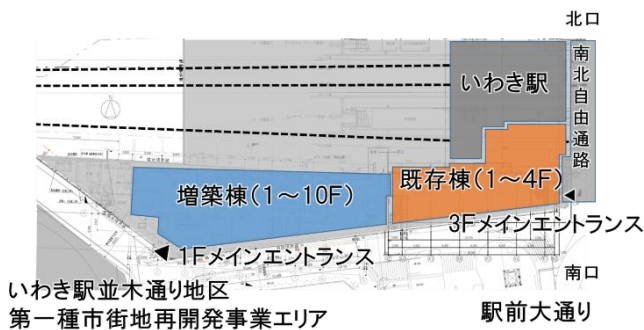 北口
いわき駅
南北自由通路
増築棟(1～10F)
既存棟(1～4F)
3Fメインエントランス
1Fメインエントランス
南口
いわき駅並木通り地区
第一種市街地再開発事業エリア
駅前大通り